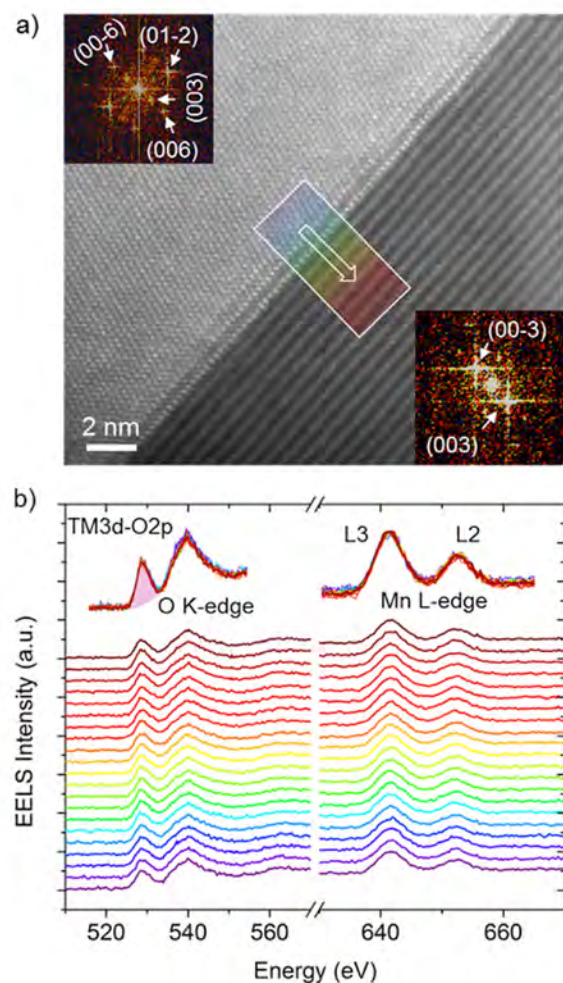 a)
(00-6)
(01-2)
(003)
(006)
(00-3)
(003)
2 nm
b)
TM3d-O2p
O K-edge
L3
L2
Mn L-edge
EELS Intensity (a.u.)
520
540
560
640
660
Energy (eV)